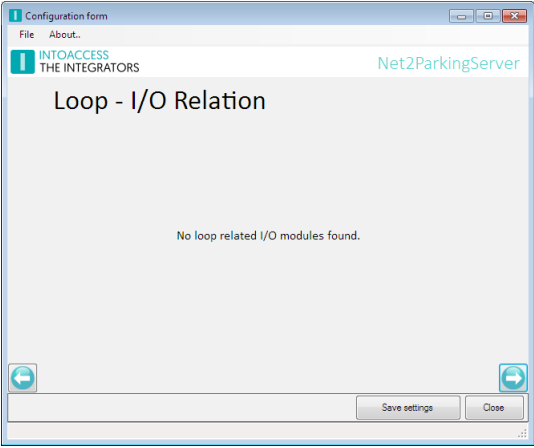 Configuration form
File About..
INTOACCESS
THE INTEGRATORS
Net2ParkingServer
Loop - I/O Relation
No loop related I/O modules found.
Save settings Close